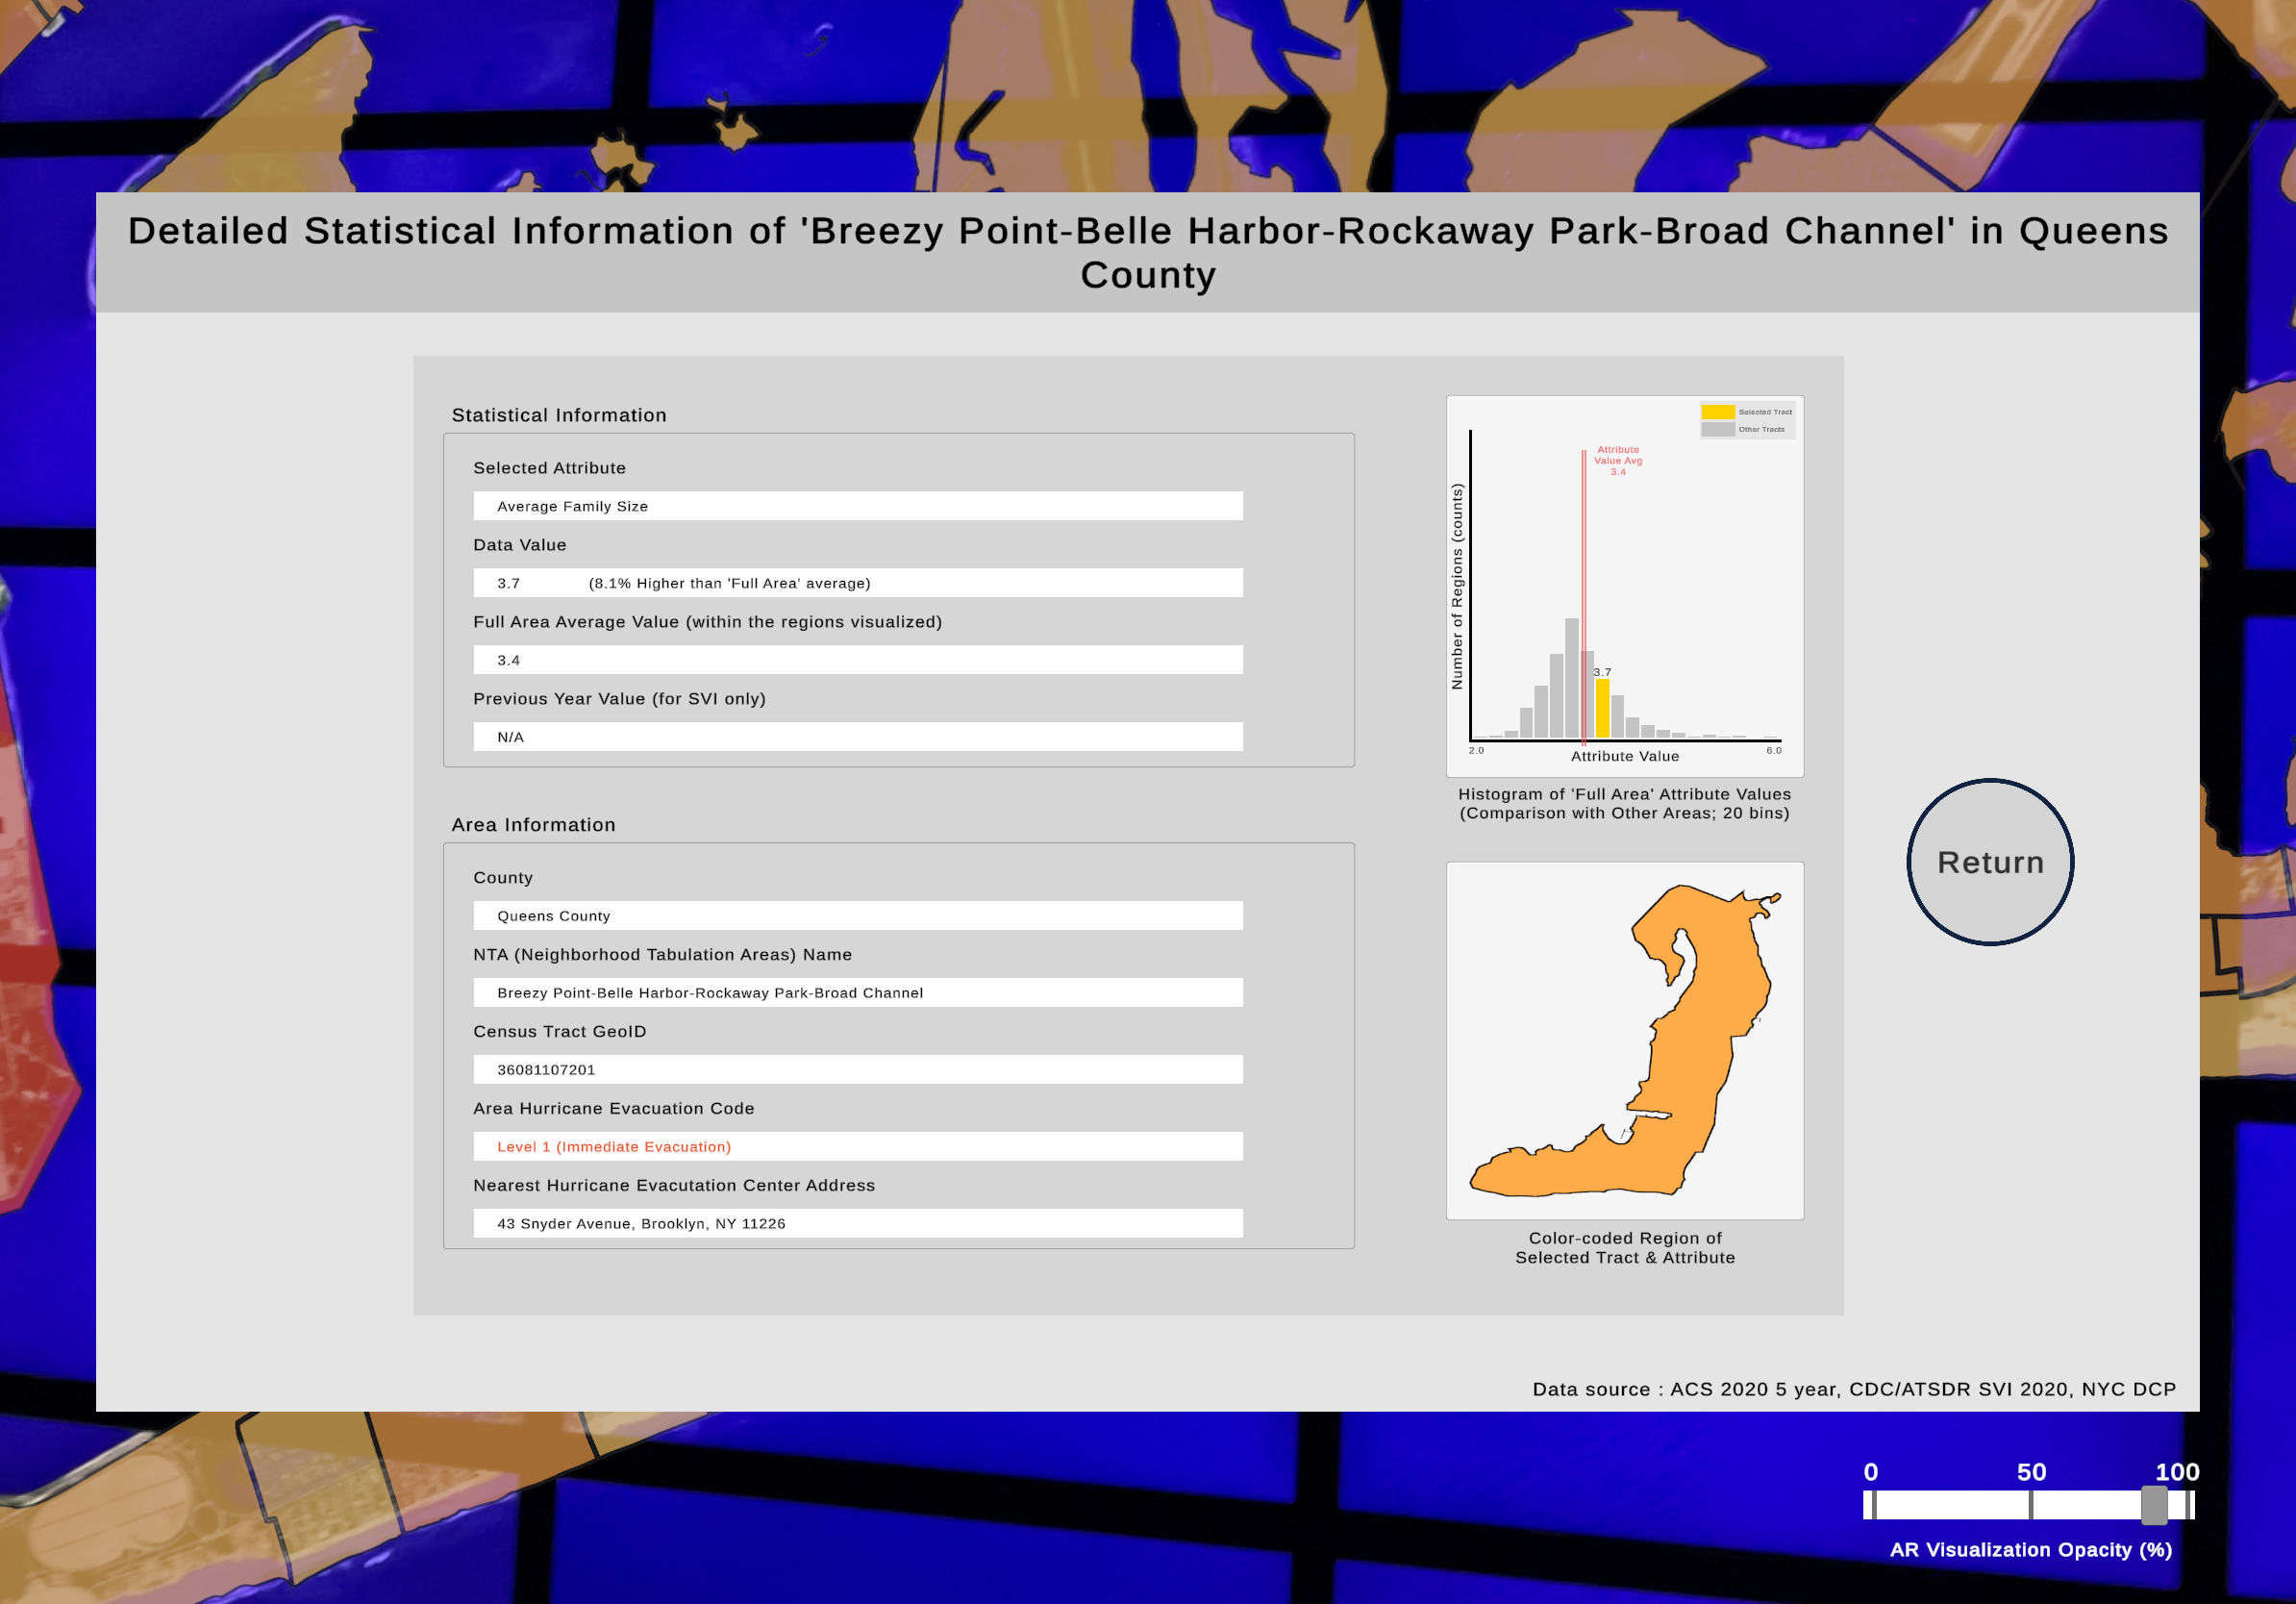 Detailed Statistical Information of 'Breezy Point-Belle Harbor-Rockaway Park-Broad Channel' in Queens
County
Statistical Information
Selected Attribute
Average Family Size
Data Value
3.7 (8.1% Higher than 'Full Area' average)
Full Area Average Value (within the regions visualized)
3.4
Previous Year Value (for SVI only)
N/A
Area Information
County
Queens County
NTA (Neighborhood Tabulation Areas) Name
Breezy Point-Belle Harbor-Rockaway Park-Broad Channel
Census Tract GeoID
36081107201
Area Hurricane Evacuation Code
Level 1 (Immediate Evacuation)
Nearest Hurricane Evacutation Center Address
43 Snyder Avenue, Brooklyn, NY 11226
Selected Tract
Other Tracts
Attribute
Value Avg
3.4
Number of Regions (counts)
3.7
2.0
6.0
Attribute Value
Histogram of 'Full Area' Attribute Values
(Comparison with Other Areas; 20 bins)
Color-coded Region of
Selected Tract & Attribute
Return
Data source : ACS 2020 5 year, CDC/ATSDR SVI 2020, NYC DCP
0 50 100
AR Visualization Opacity (%)